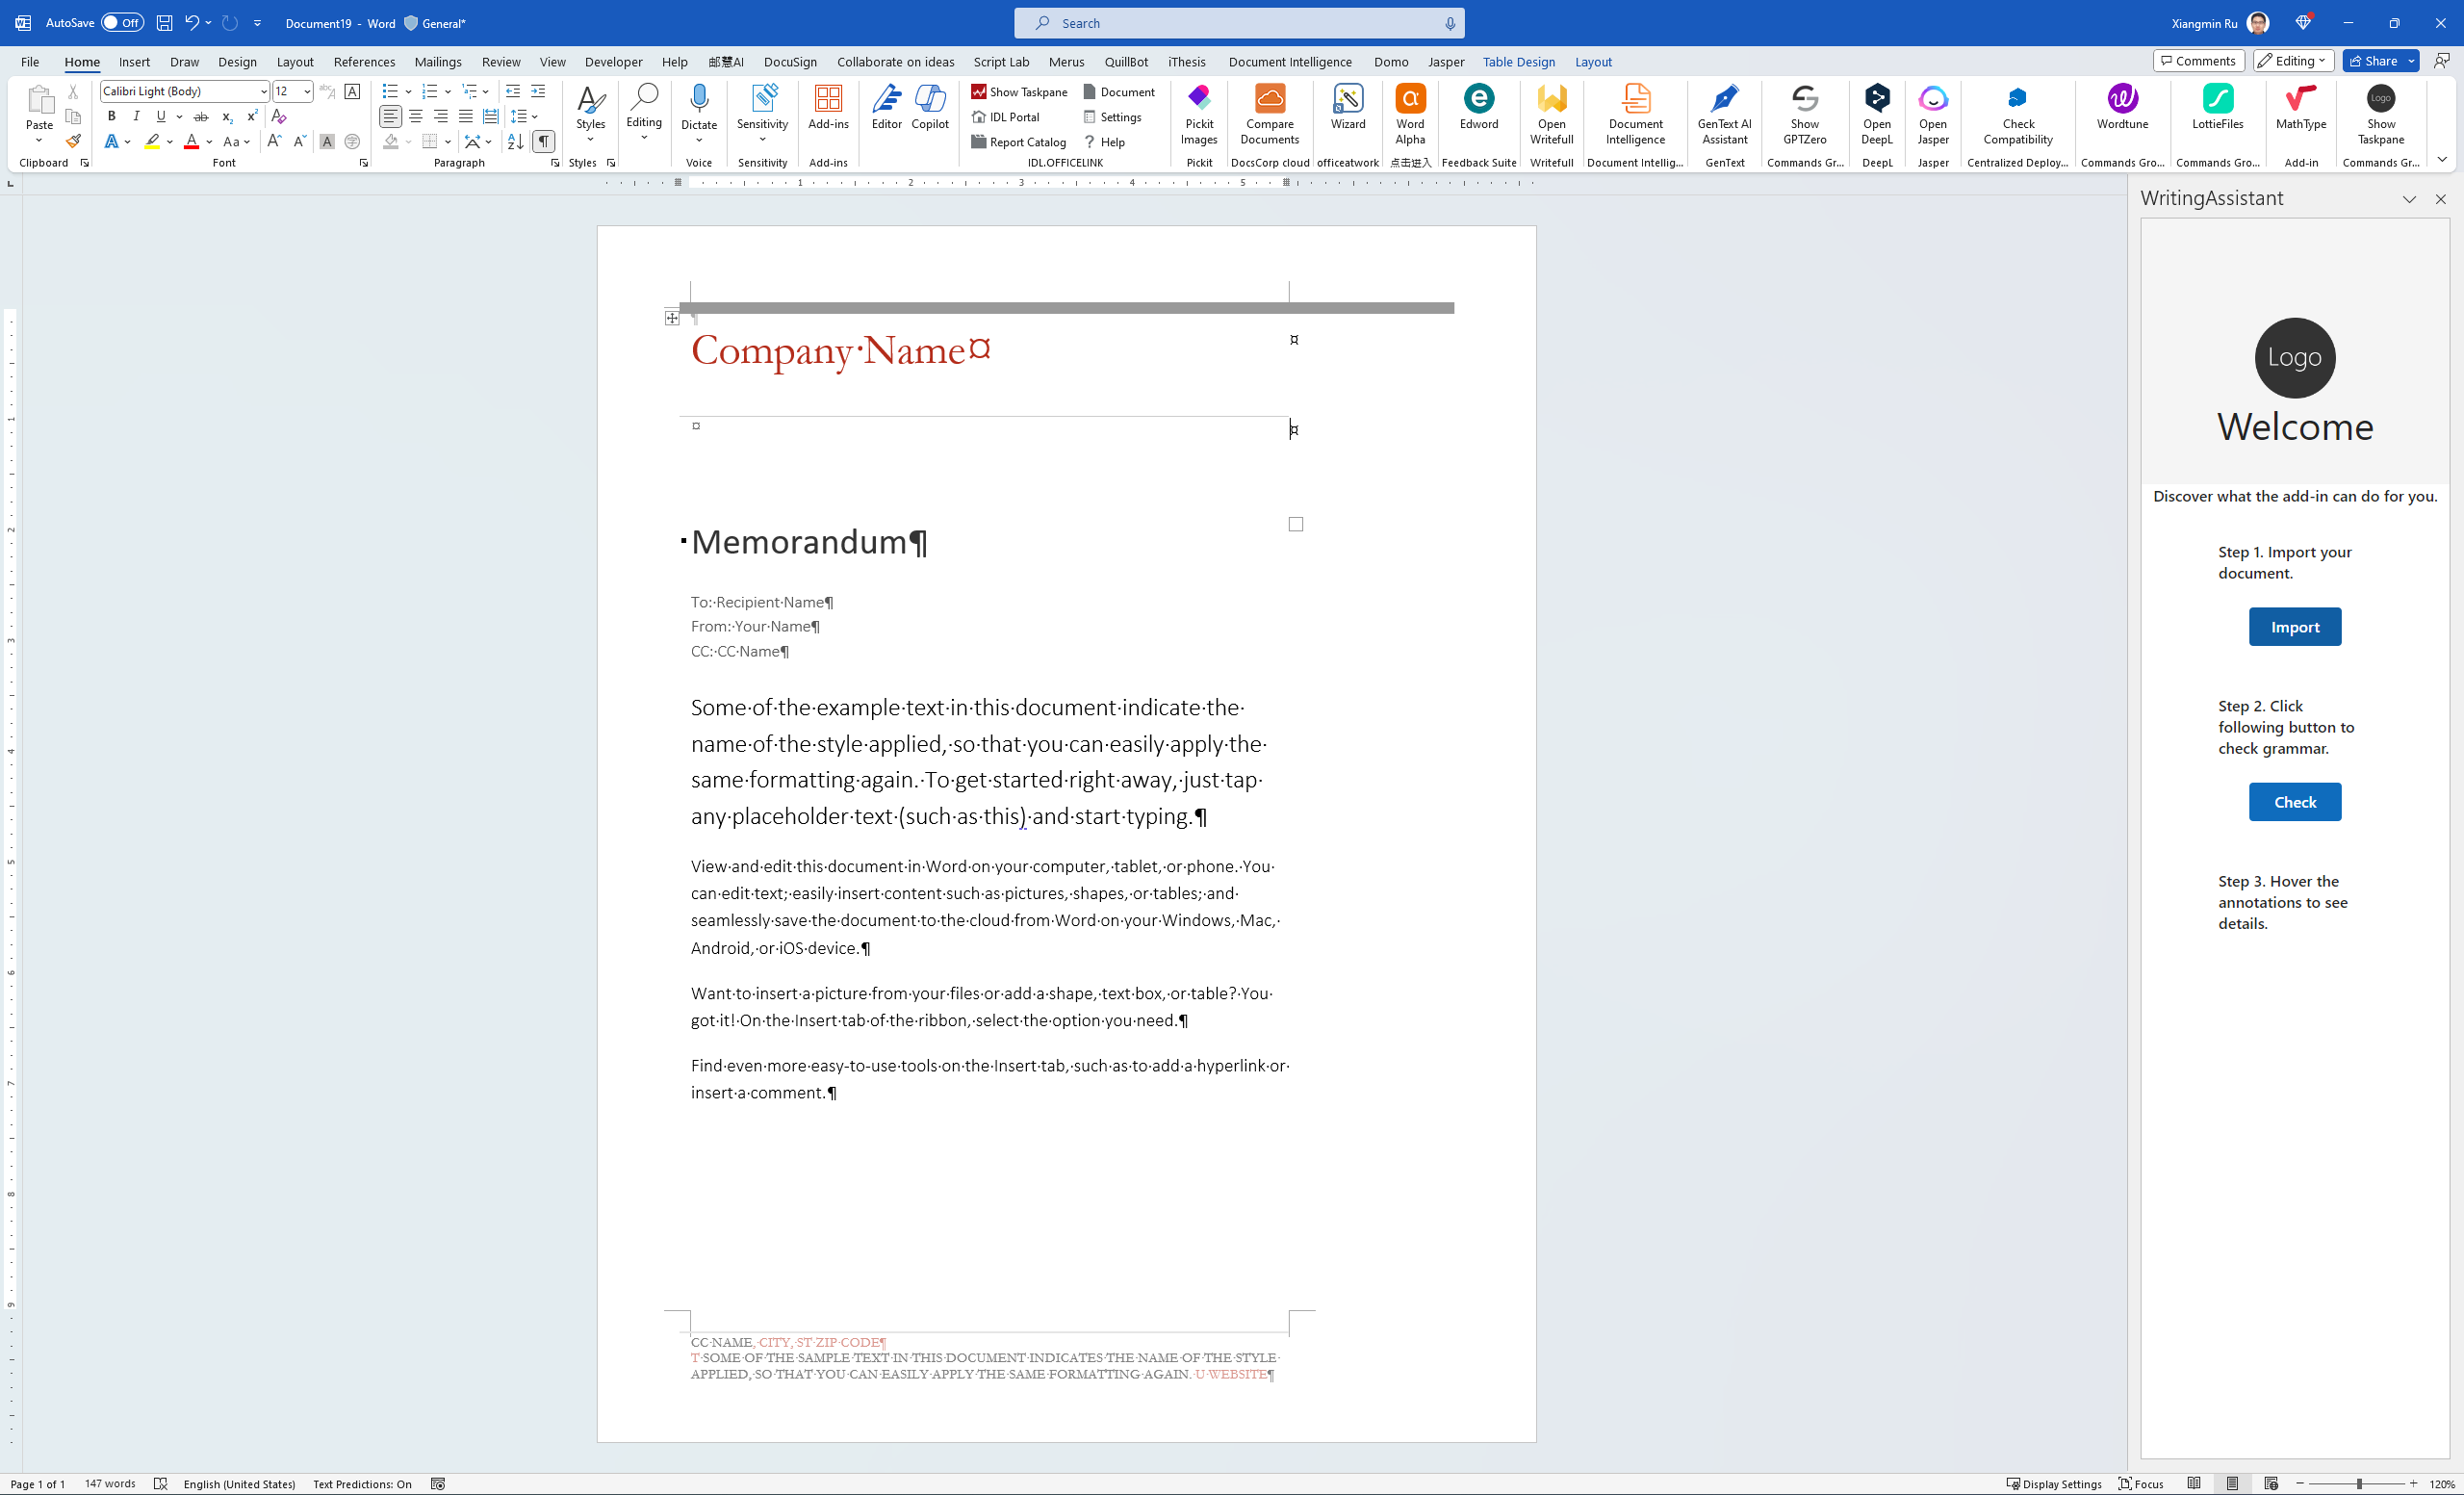 AutoSave Off Document19 - Word General* Search Xiangmin Ru
File Home Insert Draw Design Layout References Mailings Review View Developer Help 邮慧AI DocuSign Collaborate on ideas Script Lab Merus QuillBot iThesis Document Intelligence Domo Jasper Table Design Layout Comments Editing Share
Paste
Calibri Light (Body) 12
Styles
Editing
Dictate
Sensitivity
Add-ins
Editor
Copilot
Show Taskpane
IDL Portal
Report Catalog
Document
Settings
Help
Pickit Images
Compare Documents
Wizard
Word Alpha
Edword
Open Writefull
Document Intelligence
GenText AI Assistant
Show GPTZero
Open DeepL
Open Jasper
Check Compatibility
Wordtune
LottieFiles
MathType
Logo
Show Taskpane
Clipboard Font Paragraph Styles Voice Sensitivity Add-ins IDL.OFFICELINK Pickit DocsCorp cloud officeatwork 点击进入 Feedback Suite Writefull Document Intellig... GenText Commands Gr... DeepL Jasper Centralized Deploy... Commands Gro... Commands Gro... Add-in Commands Gr...
1 2 3 4 5
1 2 3 4 5 6 7 8 9
Company·Name¤
Memorandum¶
To:·Recipient·Name¶
From:·Your·Name¶
CC:·CC·Name¶
Some·of·the·example·text·in·this·document·indicate·the·
name·of·the·style·applied,·so·that·you·can·easily·apply·the·
same·formatting·again.·To·get·started·right·away,·just·tap·
any·placeholder·text·(such·as·this)·and·start·typing.¶
View·and·edit·this·document·in·Word·on·your·computer,·tablet,·or·phone.·You·
can·edit·text;·easily·insert·content·such·as·pictures,·shapes,·or·tables;·and·
seamlessly·save·the·document·to·the·cloud·from·Word·on·your·Windows,·Mac,·
Android,·or·iOS·device.¶
Want·to·insert·a·picture·from·your·files·or·add·a·shape,·text·box,·or·table?·You·
got·it!·On·the·Insert·tab·of·the·ribbon,·select·the·option·you·need.¶
Find·even·more·easy-to-use·tools·on·the·Insert·tab,·such·as·to·add·a·hyperlink·or·
insert·a·comment.¶
CC·NAME,·CITY,·ST·ZIP·CODE¶
T·SOME·OF·THE·SAMPLE·TEXT·IN·THIS·DOCUMENT·INDICATES·THE·NAME·OF·THE·STYLE·
APPLIED,·SO·THAT·YOU·CAN·EASILY·APPLY·THE·SAME·FORMATTING·AGAIN.·U·WEBSITE¶
WritingAssistant
Logo
Welcome
Discover what the add-in can do for you.
Step 1. Import your
document.
Import
Step 2. Click
following button to
check grammar.
Check
Step 3. Hover the
annotations to see
details.
Page 1 of 1 147 words English (United States) Text Predictions: On Display Settings Focus 120%